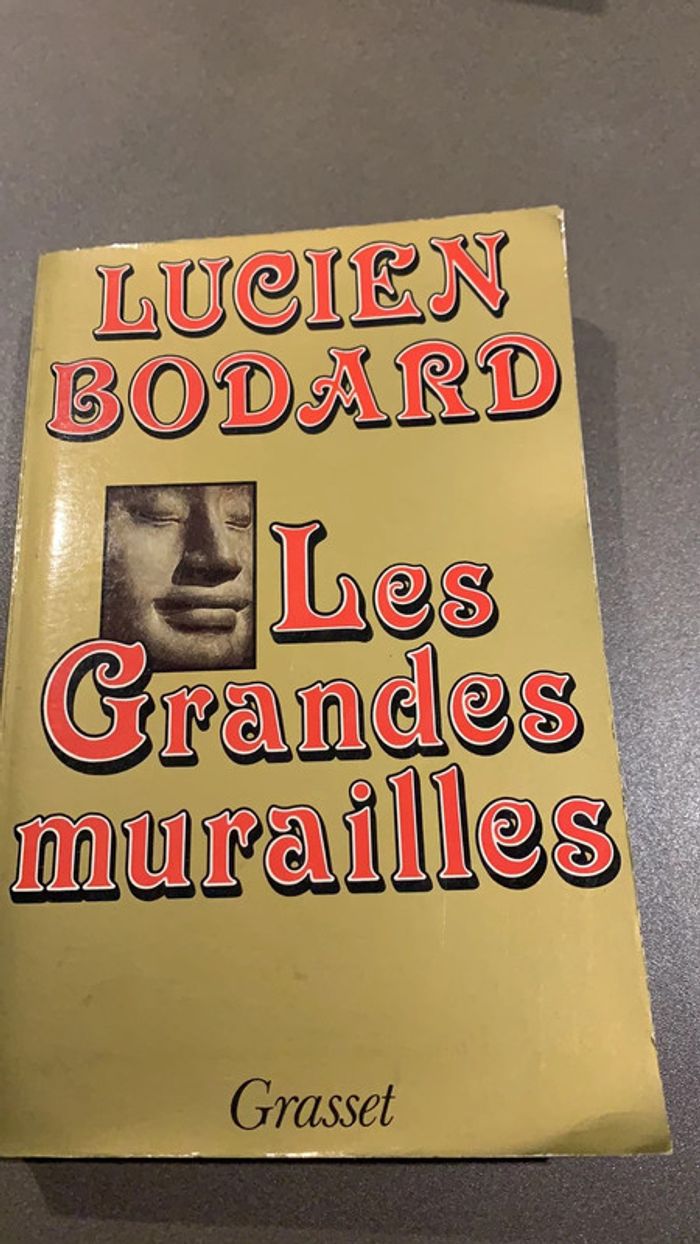 LUCIEN
BODARD
Les
Grandes
murailles
Grasset